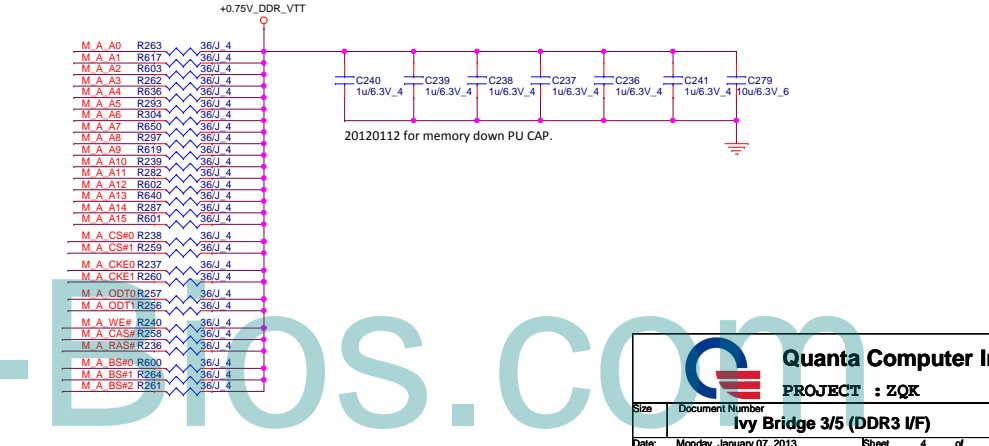 +0.75V_DDR_VTT
M_A_A0 R263 36/J_4
M_A_A1 R617 36/J_4
M_A_A2 R603 36/J_4
M_A_A3 R262 36/J_4
M_A_A4 R636 36/J_4
M_A_A5 R293 36/J_4
M_A_A6 R304 36/J_4
M_A_A7 R650 36/J_4
M_A_A8 R297 36/J_4
M_A_A9 R619 36/J_4
M_A_A10 R239 36/J_4
M_A_A11 R282 36/J_4
M_A_A12 R602 36/J_4
M_A_A13 R640 36/J_4
M_A_A14 R287 36/J_4
M_A_A15 R601 36/J_4
M_A_CS#0 R238 36/J_4
M_A_CS#1 R259 36/J_4
M_A_CKE0 R237 36/J_4
M_A_CKE1 R260 36/J_4
M_A_ODT0 R257 36/J_4
M_A_ODT1 R256 36/J_4
M_A_WE# R240 36/J_4
M_A_CAS# R258 36/J_4
M_A_RAS# R236 36/J_4
M_A_BS#0 R600 36/J_4
M_A_BS#1 R264 36/J_4
M_A_BS#2 R261 36/J_4
C240 C239 C238 C237 C236 C241 C279
1u/6.3V_4 1u/6.3V_4 1u/6.3V_4 1u/6.3V_4 1u/6.3V_4 1u/6.3V_4 10u/6.3V_6
20120112 for memory down PU CAP.
-Bios.com
Quanta Computer In
PROJECT : ZQK
Size Document Number
Ivy Bridge 3/5 (DDR3 I/F)
Date: Monday, January 07, 2013 Sheet 4 of